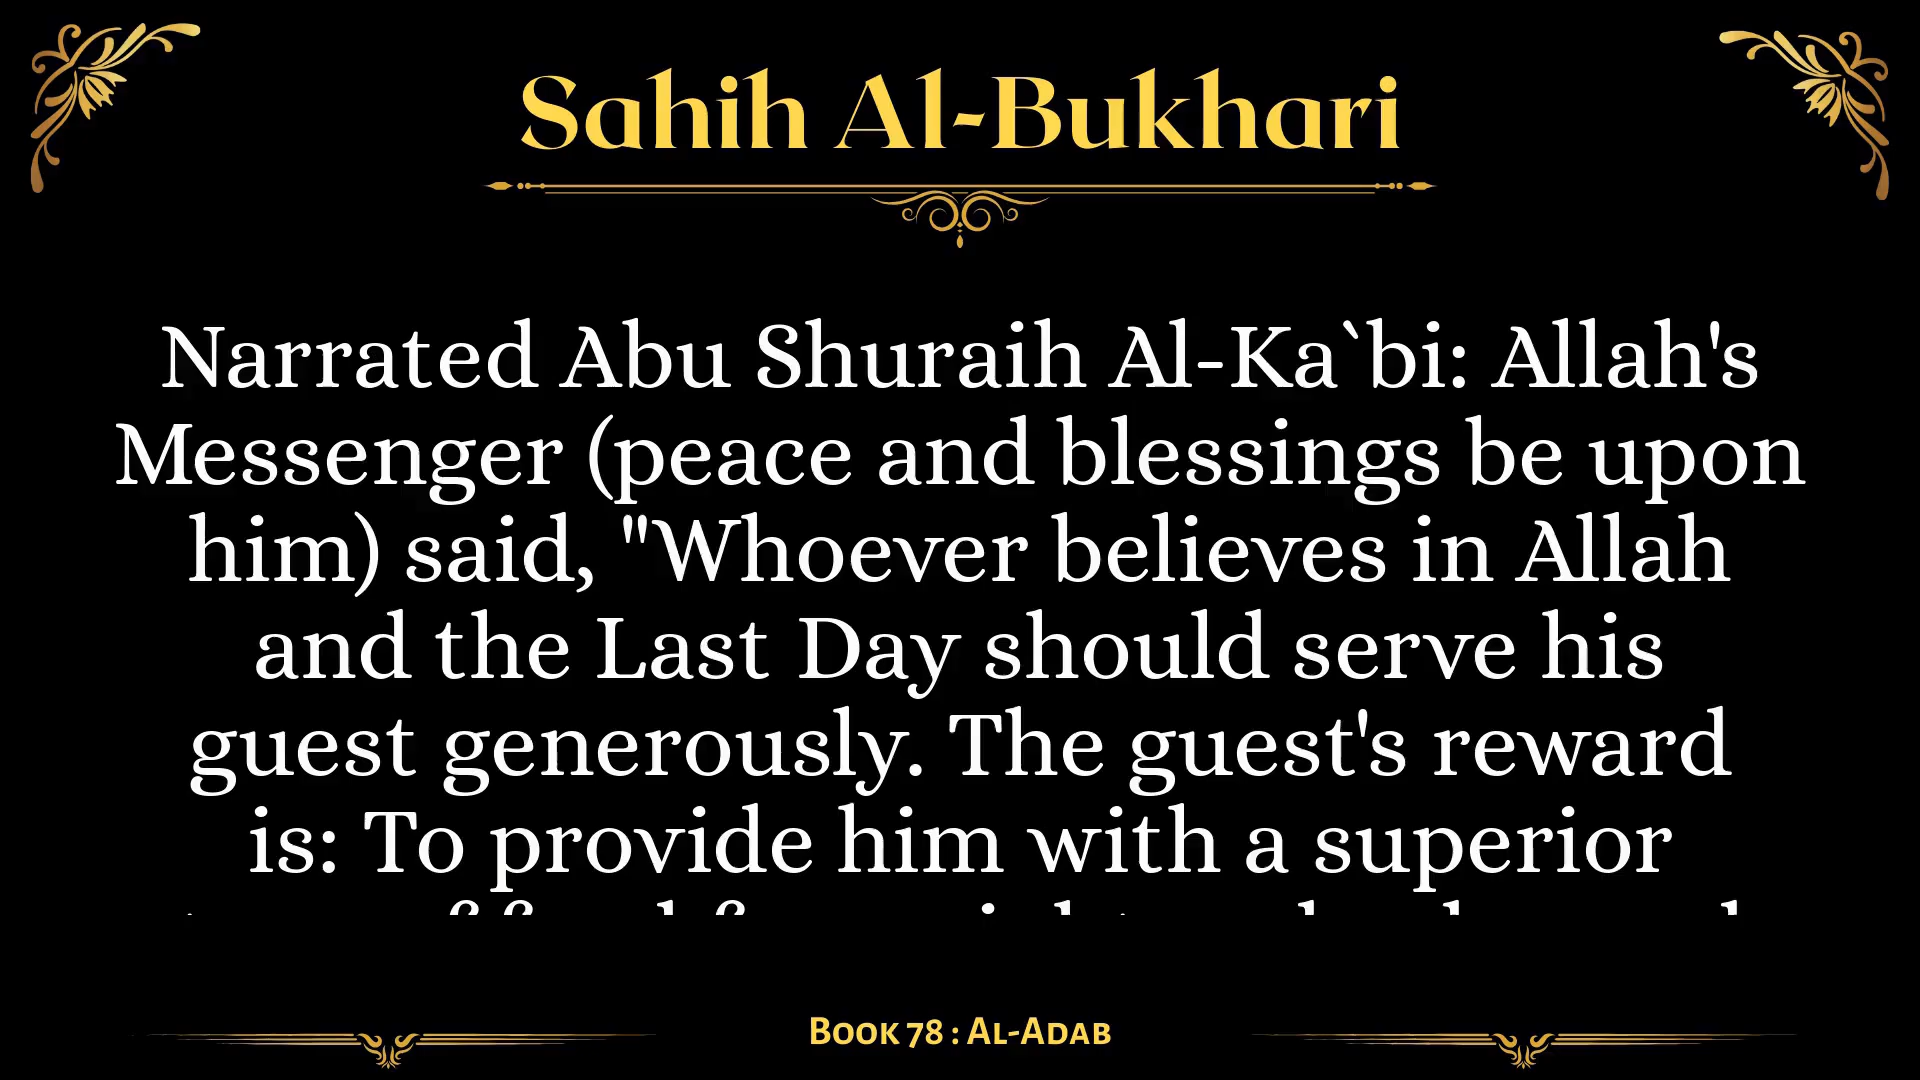 Sahih Al-Bukhari
Narrated Abu Shuraih Al-Ka`bi: Allah's
Messenger (peace and blessings be upon
him) said, "Whoever believes in Allah
and the Last Day should serve his
guest generously. The guest's reward
is: To provide him with a superior
Book 78 : Al-Adab